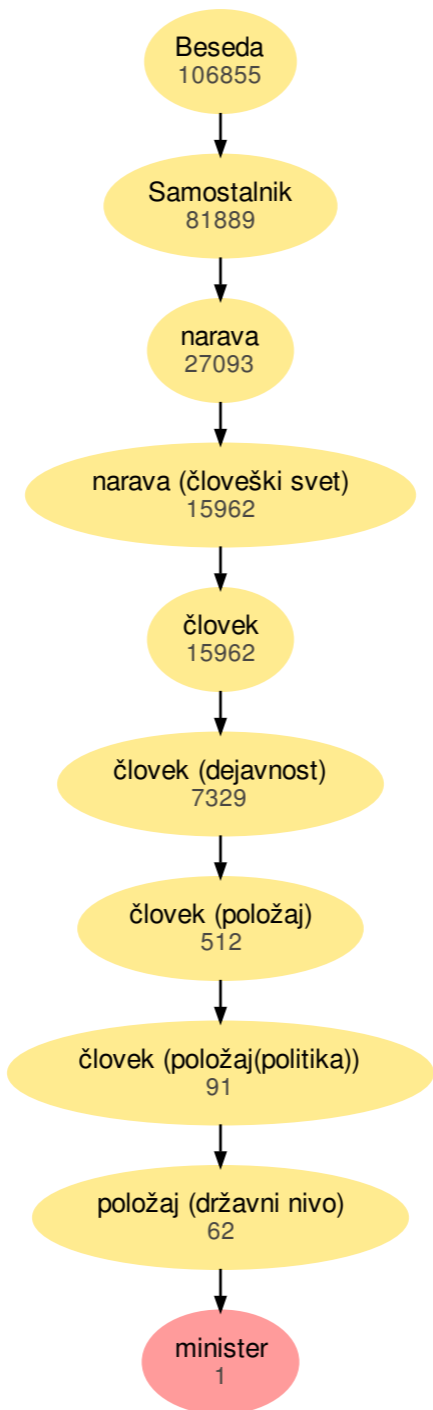 Beseda
106855
Samostalnik
81889
narava
27093
narava (človeški svet)
15962
človek
15962
človek (dejavnost)
7329
človek (položaj)
512
človek (položaj(politika))
91
položaj (državni nivo)
62
minister
1